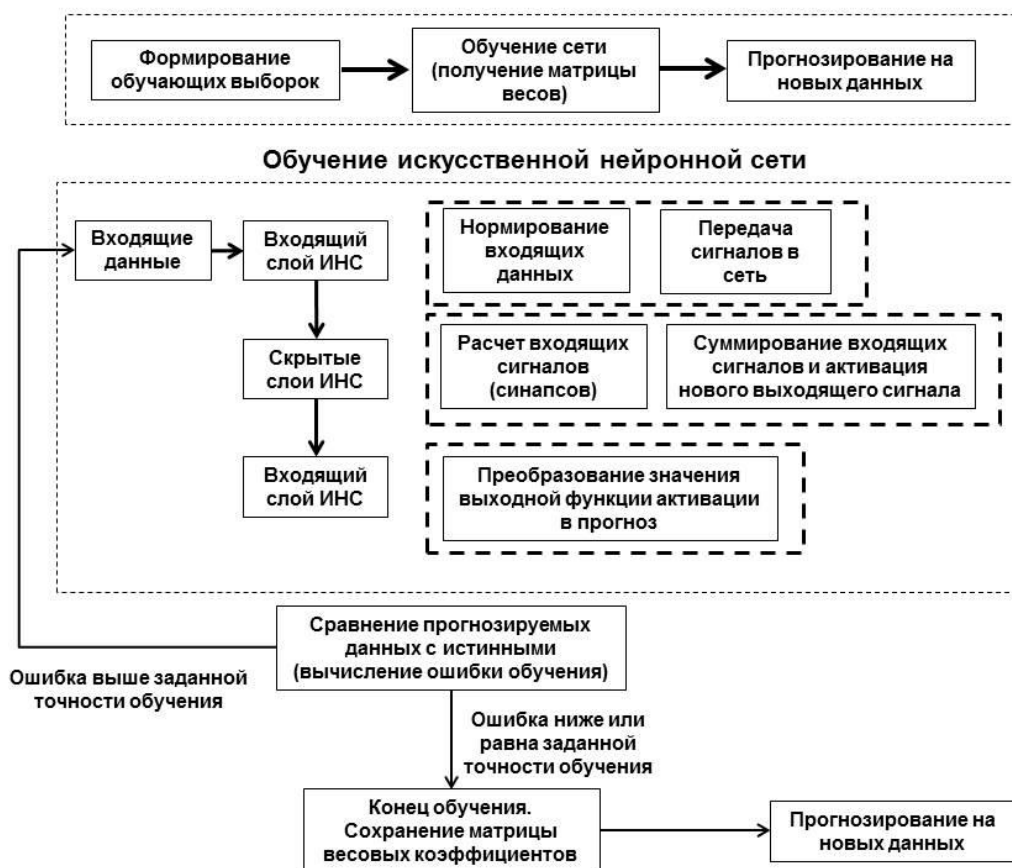 Формирование
обучающих выборок
Обучение сети
(получение матрицы
весов)
Прогнозирование на
новых данных
Обучение искусственной нейронной сети
Входящие
данные
Входящий
слой ИНС
Нормирование
входящих
данных
Передача
сигналов в
сеть
Скрытые
слои ИНС
Расчет входящих
сигналов
(синапсов)
Суммирование входящих
сигналов и активация
нового выходящего сигнала
Входящий
слой ИНС
Преобразование значения
выходной функции активации
в прогноз
Сравнение прогнозируемых
данных с истинными
(вычисление ошибки обучения)
Ошибка выше заданной
точности обучения
Ошибка ниже или
равна заданной
точности обучения
Конец обучения.
Сохранение матрицы
весовых коэффициентов
Прогнозирование на
новых данных